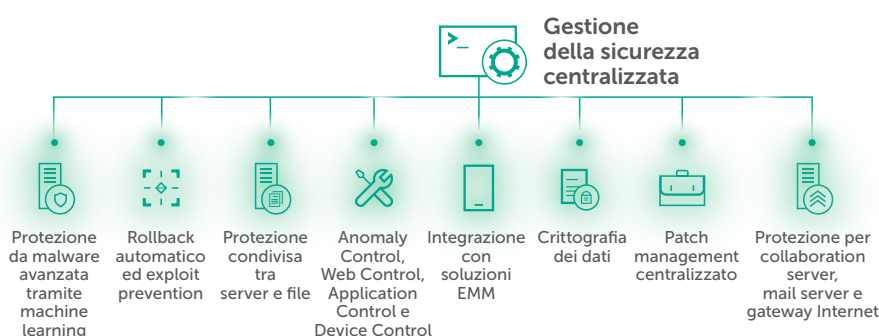 >_
Gestione
della sicurezza
centralizzata
Protezione
da malware
avanzata
tramite
machine
learning
Rollback
automatico
ed exploit
prevention
Protezione
condivisa
tra
server e file
Anomaly
Control,
Web Control,
Application
Control e
Device Control
Integrazione
con
soluzioni
EMM
Crittografia
dei dati
Patch
management
centralizzato
Protezione per
collaboration
server,
mail server e
gateway Internet